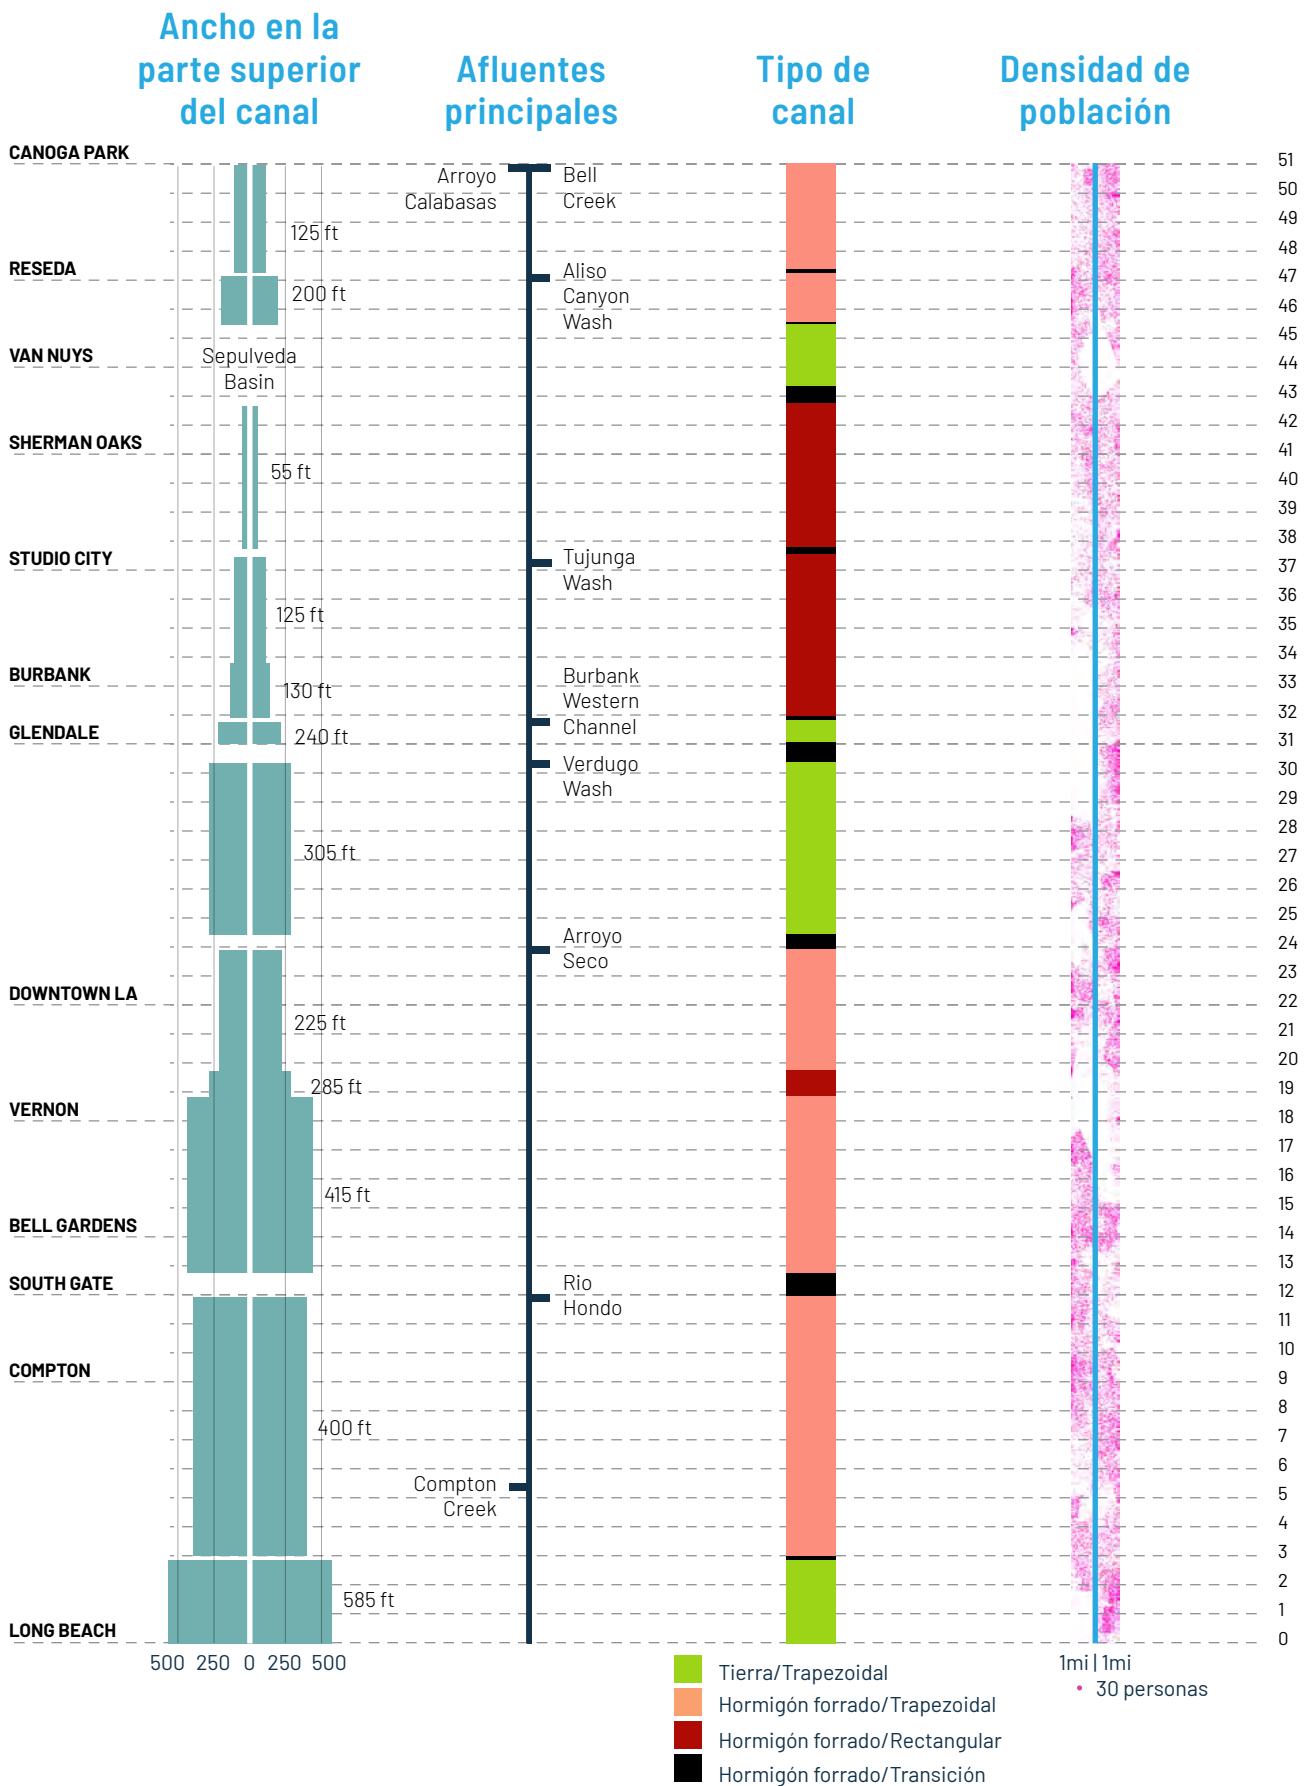 Ancho en la
parte superior
del canal
Afluentes
principales
Tipo de
canal
Densidad de
población
CANOGA PARK
RESEDA
VAN NUYS
SHERMAN OAKS
STUDIO CITY
BURBANK
GLENDALE
DOWNTOWN LA
VERNON
BELL GARDENS
SOUTH GATE
COMPTON
LONG BEACH
125 ft
200 ft
Sepulveda
Basin
55 ft
125 ft
130 ft
240 ft
305 ft
225 ft
285 ft
415 ft
400 ft
585 ft
500 250 0 250 500
Arroyo
Calabasas
Bell
Creek
Aliso
Canyon
Wash
Tujunga
Wash
Burbank
Western
Channel
Verdugo
Wash
Arroyo
Seco
Rio
Hondo
Compton
Creek
Tierra/Trapezoidal
Hormigón forrado/Trapezoidal
Hormigón forrado/Rectangular
Hormigón forrado/Transición
1mi | 1mi
30 personas
51
50
49
48
47
46
45
44
43
42
41
40
39
38
37
36
35
34
33
32
31
30
29
28
27
26
25
24
23
22
21
20
19
18
17
16
15
14
13
12
11
10
9
8
7
6
5
4
3
2
1
0